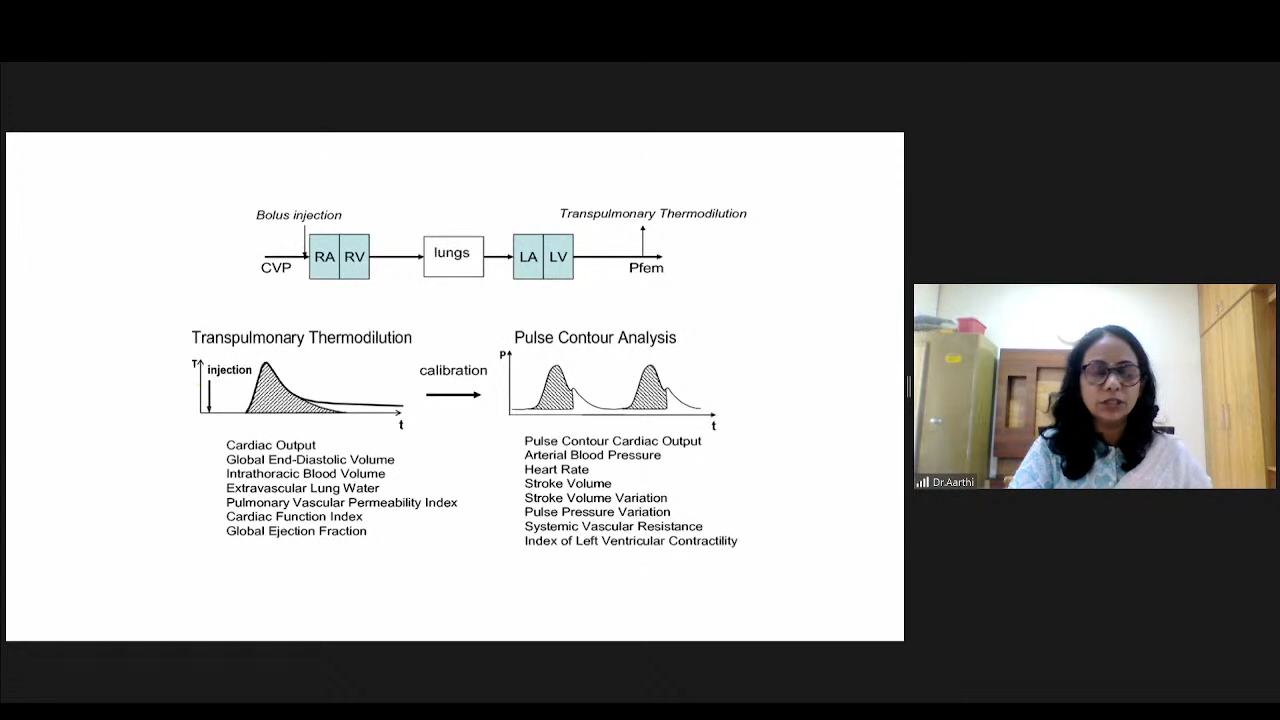 Bolus injection
Transpulmonary Thermodilution
RA RV
lungs
LA LV
CVP
Pfem
Transpulmonary Thermodilution
Pulse Contour Analysis
T
injection
calibration
P
t
t
Cardiac Output
Global End-Diastolic Volume
Intrathoracic Blood Volume
Extravascular Lung Water
Pulmonary Vascular Permeability Index
Cardiac Function Index
Global Ejection Fraction
Pulse Contour Cardiac Output
Arterial Blood Pressure
Heart Rate
Stroke Volume
Stroke Volume Variation
Pulse Pressure Variation
Systemic Vascular Resistance
Index of Left Ventricular Contractility
Dr.Aarthi